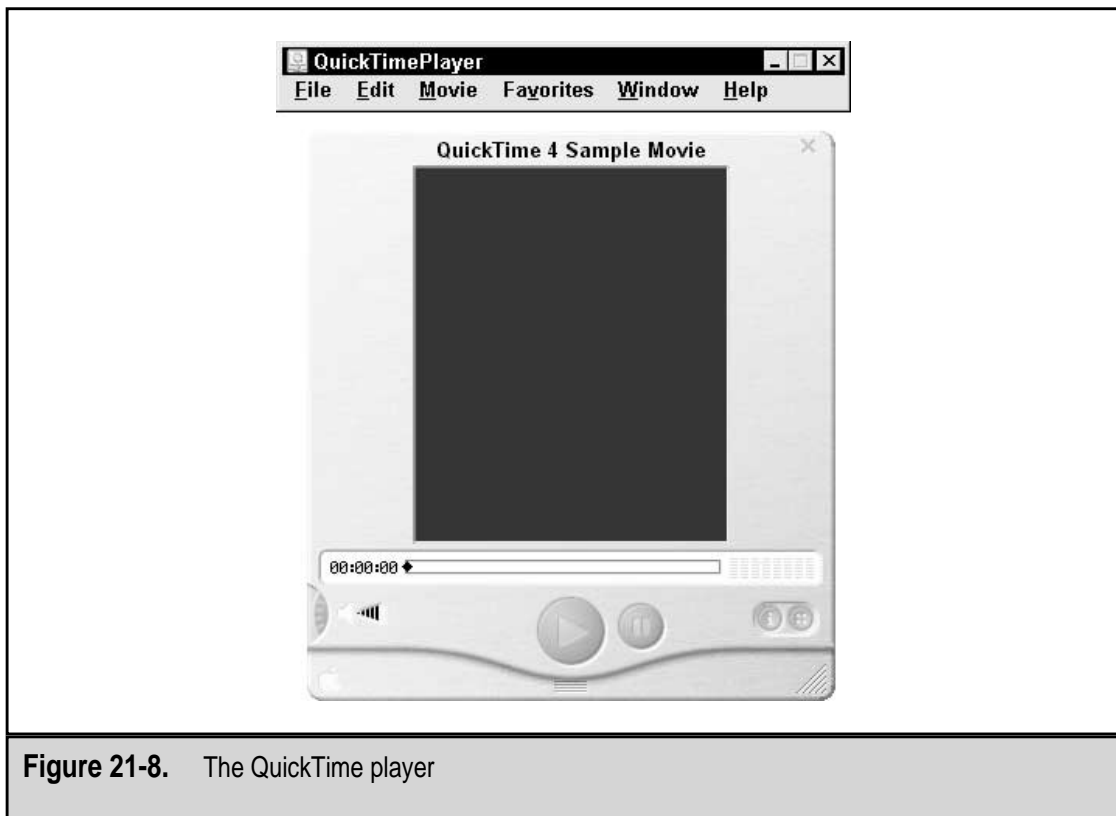 QuickTimePlayer
File Edit Movie Favorites Window Help
QuickTime 4 Sample Movie
00:00:00
Figure 21-8. The QuickTime player